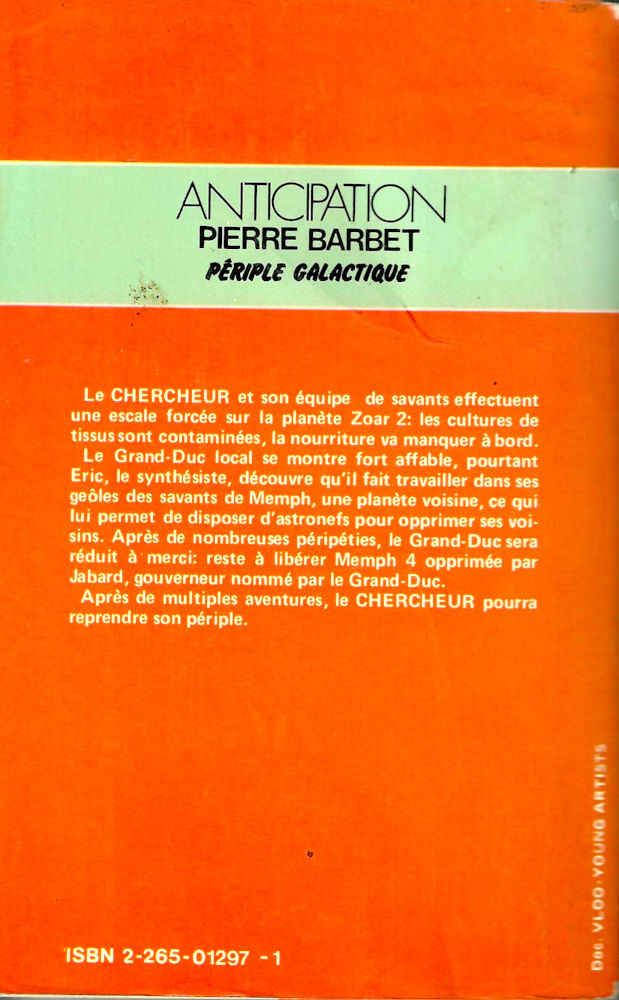 ANTICIPATION
PIERRE BARBET
PÉRIPLE GALACTIQUE
Le CHERCHEUR et son équipe de savants effectuent
une escale forcée sur la planète Zoar 2: les cultures de
tissus sont contaminées, la nourriture va manquer à bord.
Le Grand-Duc local se montre fort affable, pourtant
Eric, le synthésiste, découvre qu'il fait travailler dans ses
geôles des savants de Memph, une planète voisine, ce qui
lui permet de disposer d'astronefs pour opprimer ses voi-
sins. Après de nombreuses péripéties, le Grand-Duc sera
réduit à merci: reste à libérer Memph 4 opprimée par
Jabard, gouverneur nommé par le Grand-Duc.
Après de multiples aventures, le CHERCHEUR pourra
reprendre son périple.
ISBN 2-265-01297 -1
Doc. VLOO-YOUNG ARTISTS